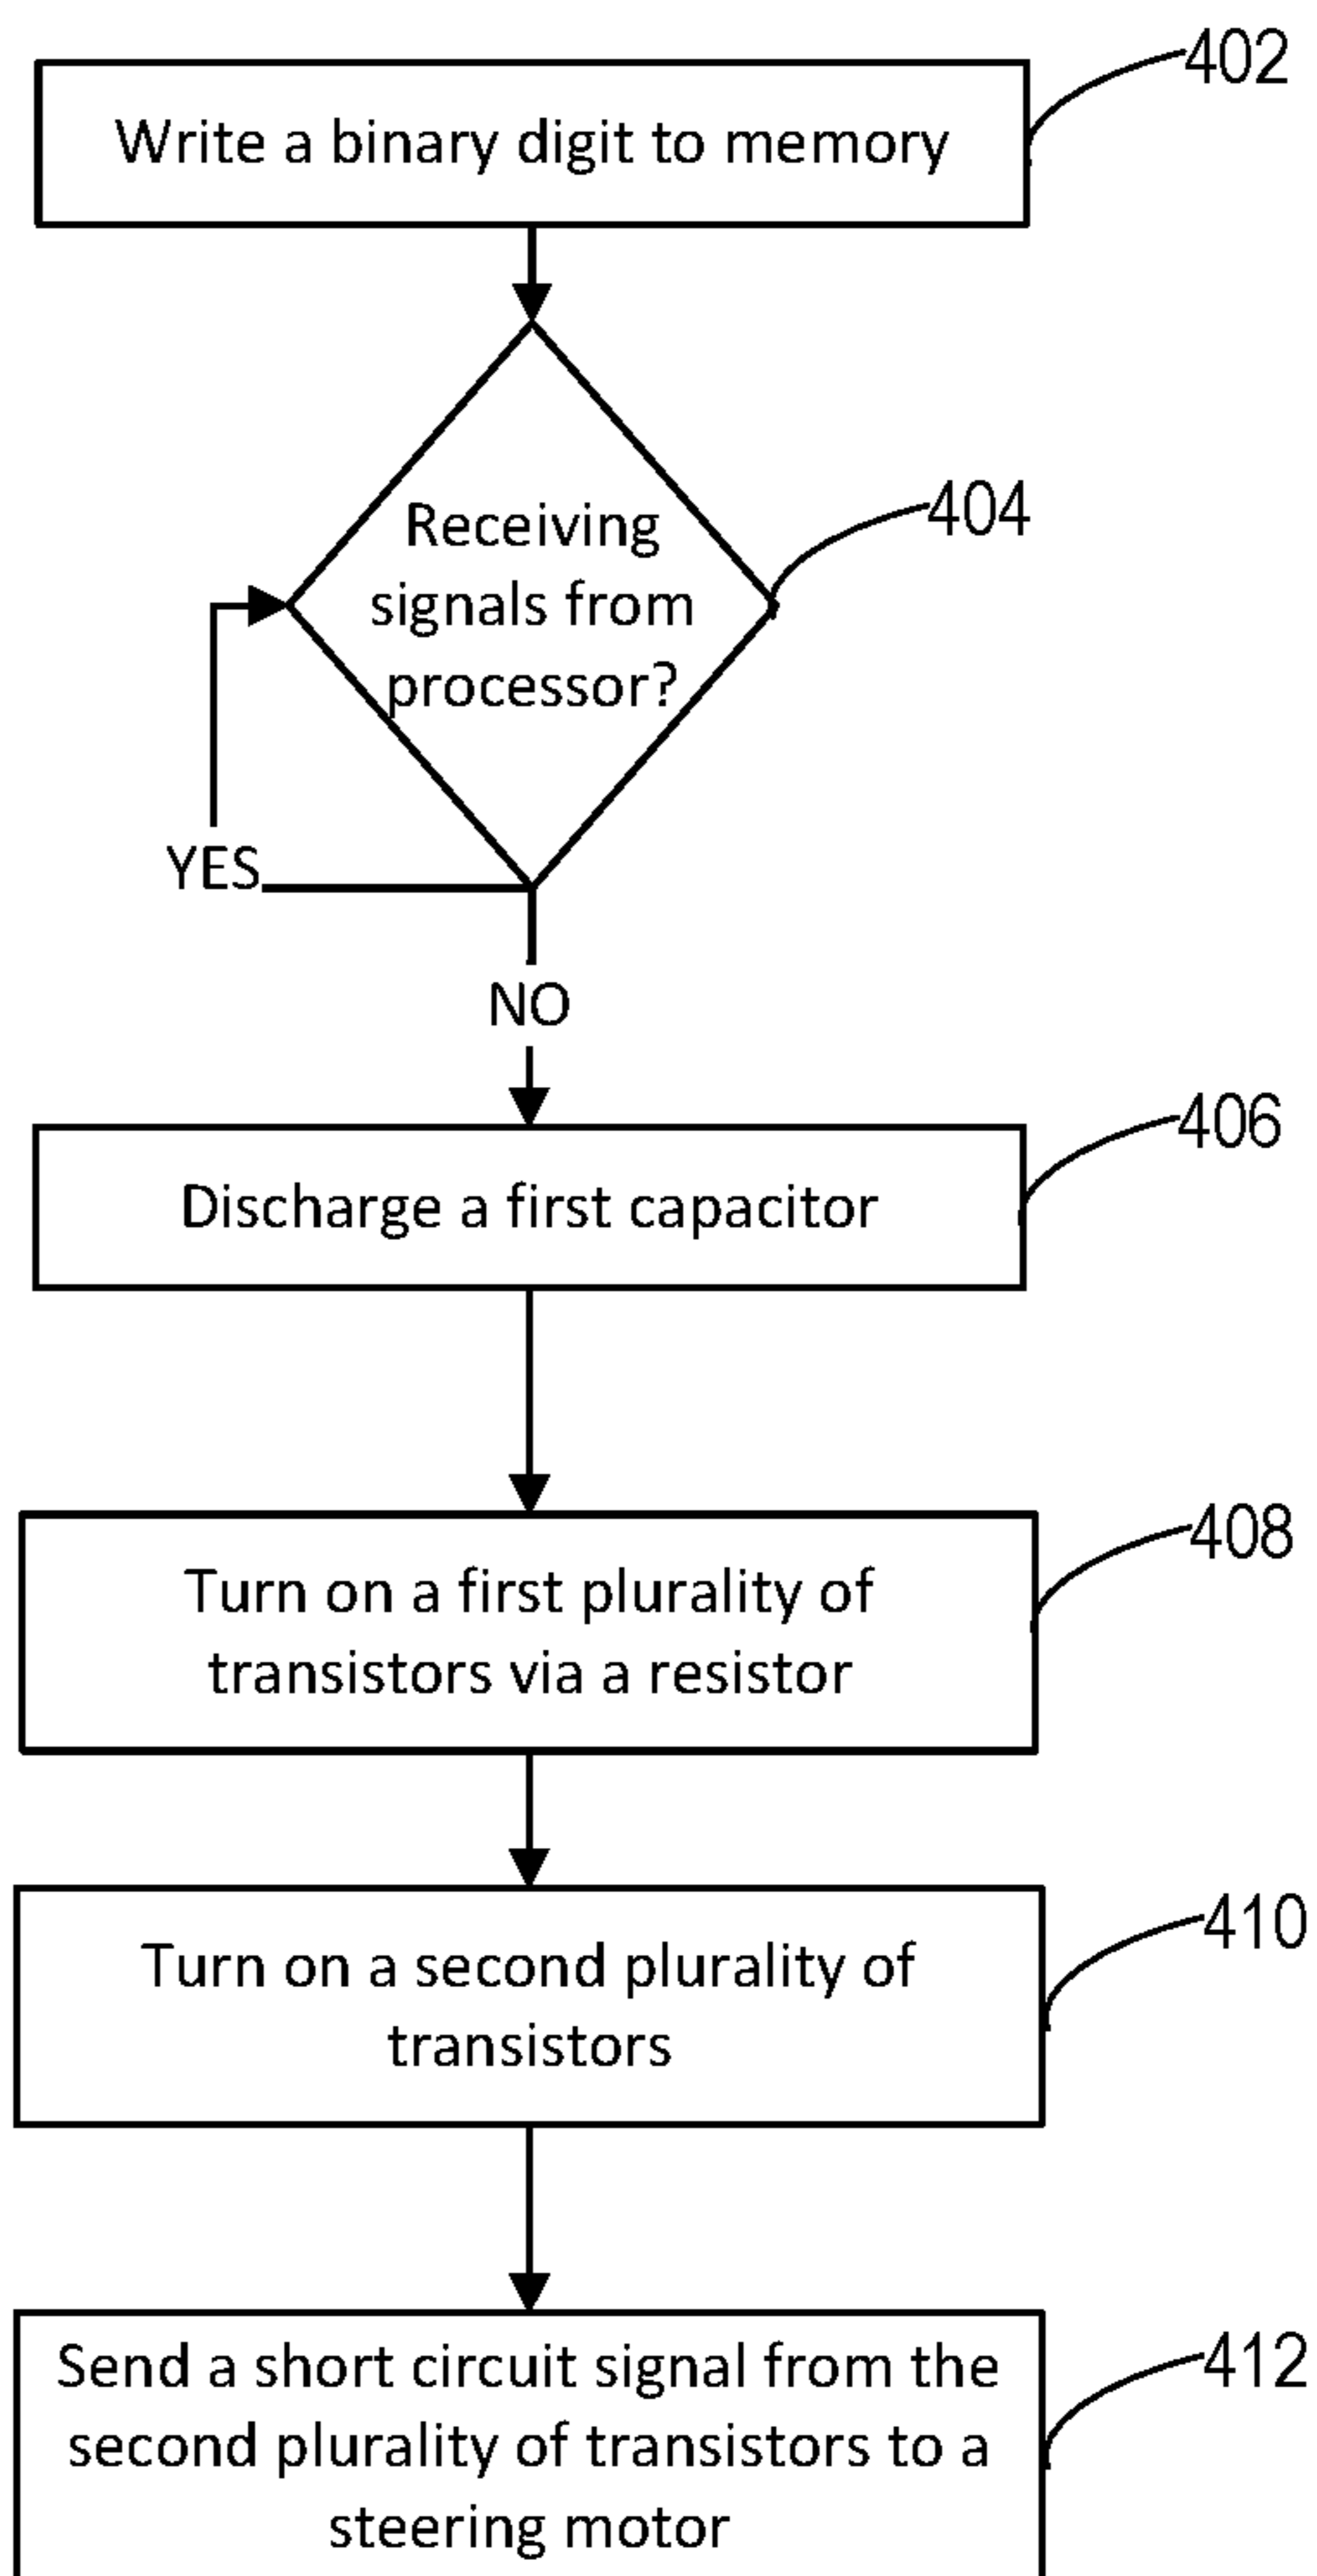 402
Write a binary digit to memory
404
Receiving
signals from
processor?
YES
NO
406
Discharge a first capacitor
408
Turn on a first plurality of
transistors via a resistor
410
Turn on a second plurality of
transistors
412
Send a short circuit signal from the
second plurality of transistors to a
steering motor